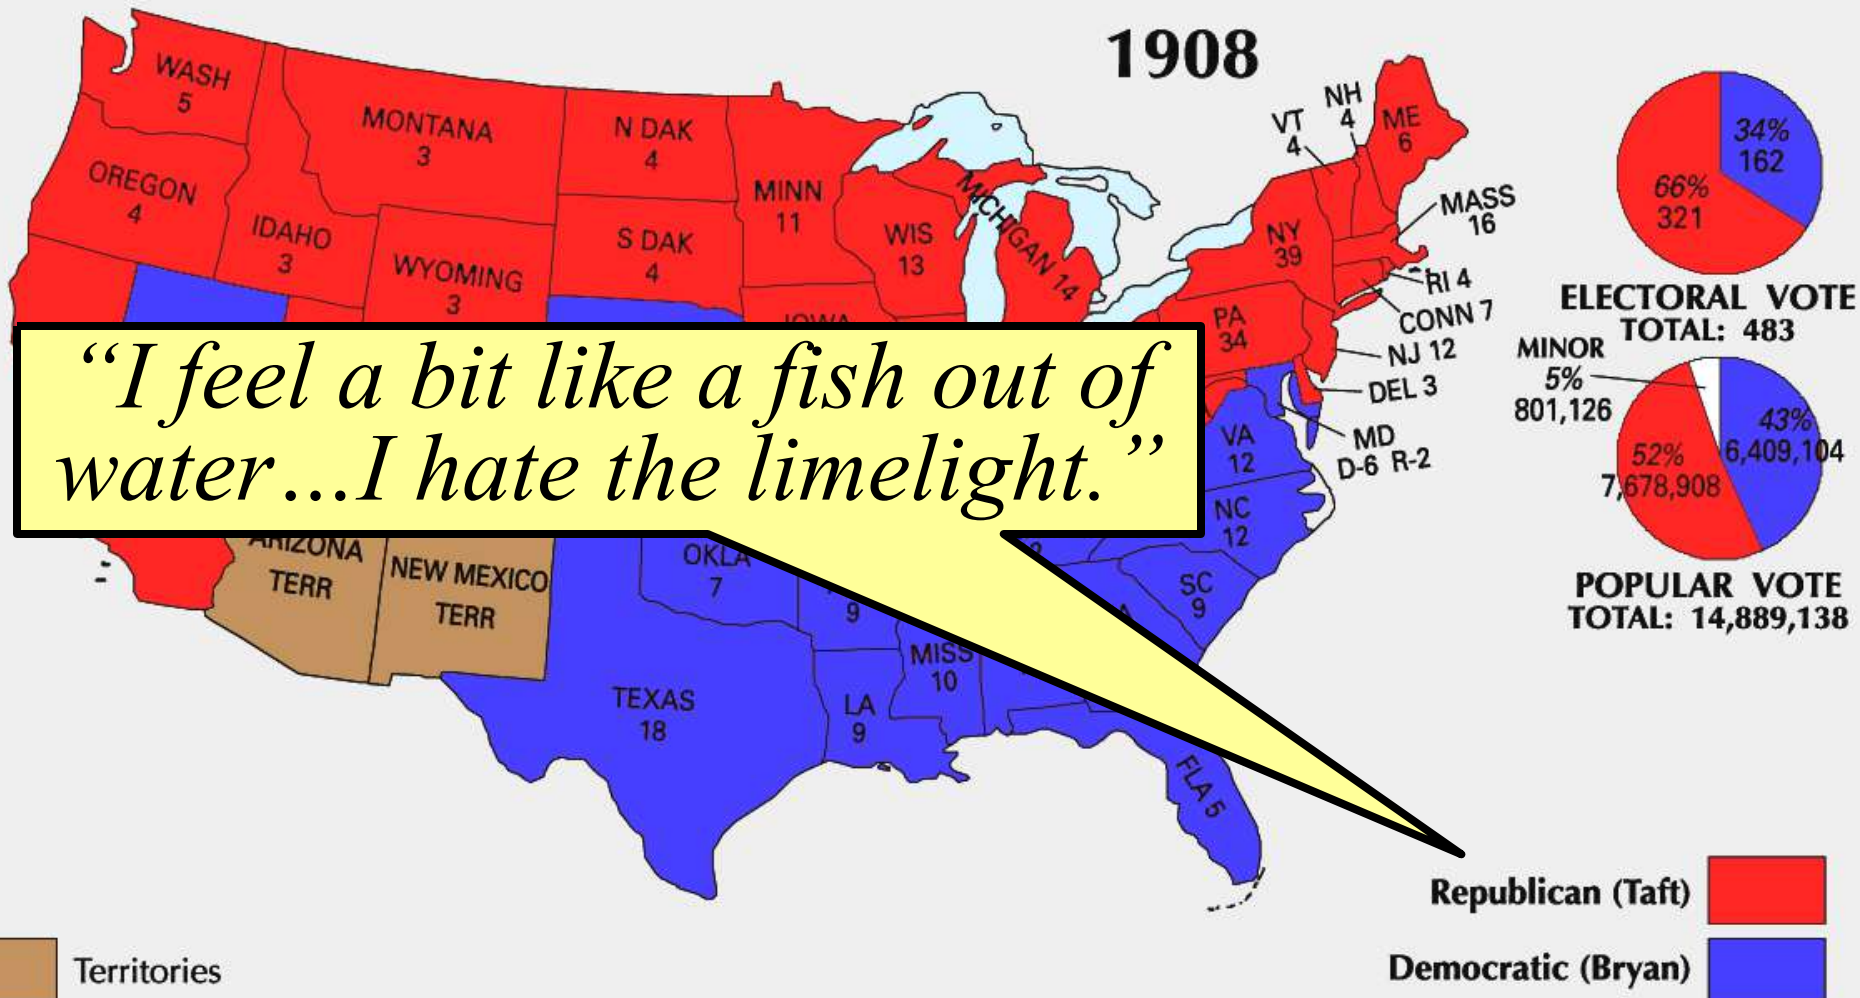 1908
WASH
5
MONTANA
3
N DAK
4
MINN
11
OREGON
4
IDAHO
3
WYOMING
3
S DAK
4
WIS
13
MICHIGAN 14
VT
4
NH
4
ME
6
MASS
16
NY
39
RI 4
CONN 7
PA
34
NJ 12
DEL 3
MD
D-6 R-2
IOWA
“I feel a bit like a fish out of
water...I hate the limelight.”
VA
12
NC
12
SC
9
ARIZONA
TERR
NEW MEXICO
TERR
OKLA
7
9
TEXAS
18
LA
9
MISS
10
FLA 5
34%
162
66%
321
ELECTORAL VOTE
TOTAL: 483
MINOR
5%
801,126
43%
6,409,104
52%
7,678,908
POPULAR VOTE
TOTAL: 14,889,138
Republican (Taft)
Democratic (Bryan)
Territories